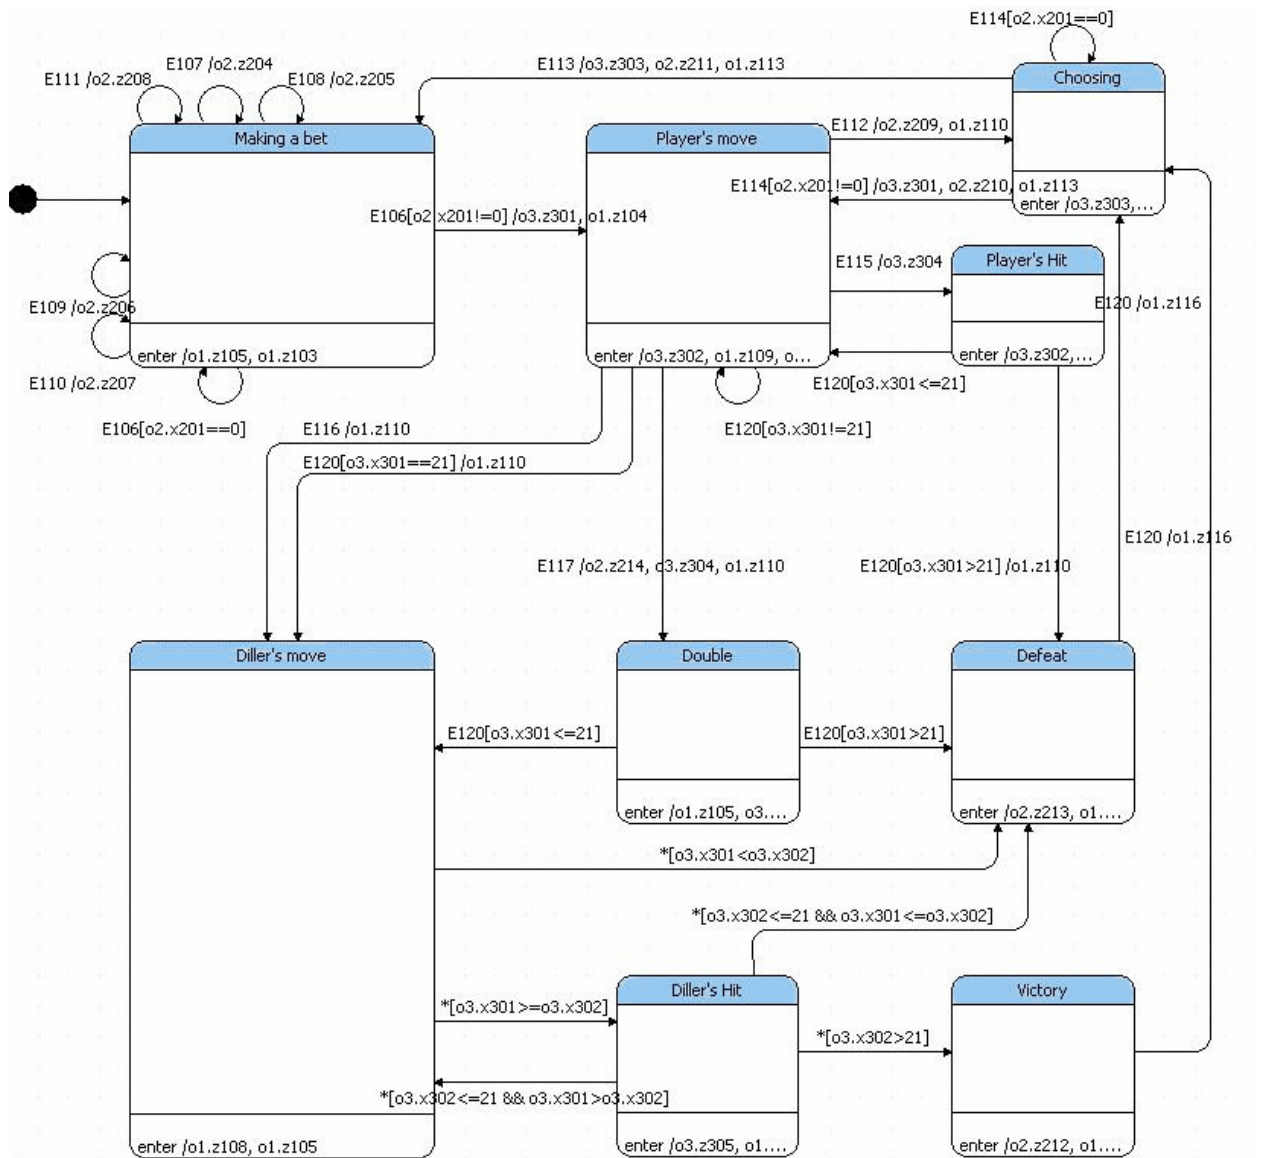 E114[o2.x201==0]
E107 /o2.z204
E111 /o2.z208
E108 /o2.z205
E113 /o3.z303, o2.z211, o1.z113
Choosing
Making a bet
Player's move
E112 /o2.z209, o1.z110
E114[o2.x201!=0] /o3.z301, o2.z210, o1.z113
enter /o3.z303,...
E106[o2.x201!=0] /o3.z301, o1.z104
E115 /o3.z304
Player's Hit
E109 /o2.z206
E120 /o1.z116
enter /o1.z105, o1.z103
enter /o3.z302, o1.z109, o...
enter /o3.z302,...
E110 /o2.z207
E120[o3.x301<=21]
E106[o2.x201==0]
E116 /o1.z110
E120[o3.x301!=21]
E120[o3.x301==21] /o1.z110
E120 /o1.z116
E117 /o2.z214, o3.z304, o1.z110
E120[o3.x301>21] /o1.z110
Diller's move
Double
Defeat
E120[o3.x301<=21]
E120[o3.x301>21]
enter /o1.z105, o3....
enter /o2.z213, o1....
*[o3.x301<o3.x302]
*[o3.x302<=21 && o3.x301<=o3.x302]
Diller's Hit
Victory
*[o3.x301>=o3.x302]
*[o3.x302>21]
*[o3.x302<=21 && o3.x301>o3.x302]
enter /o1.z108, o1.z105
enter /o3.z305, o1....
enter /o2.z212, o1....